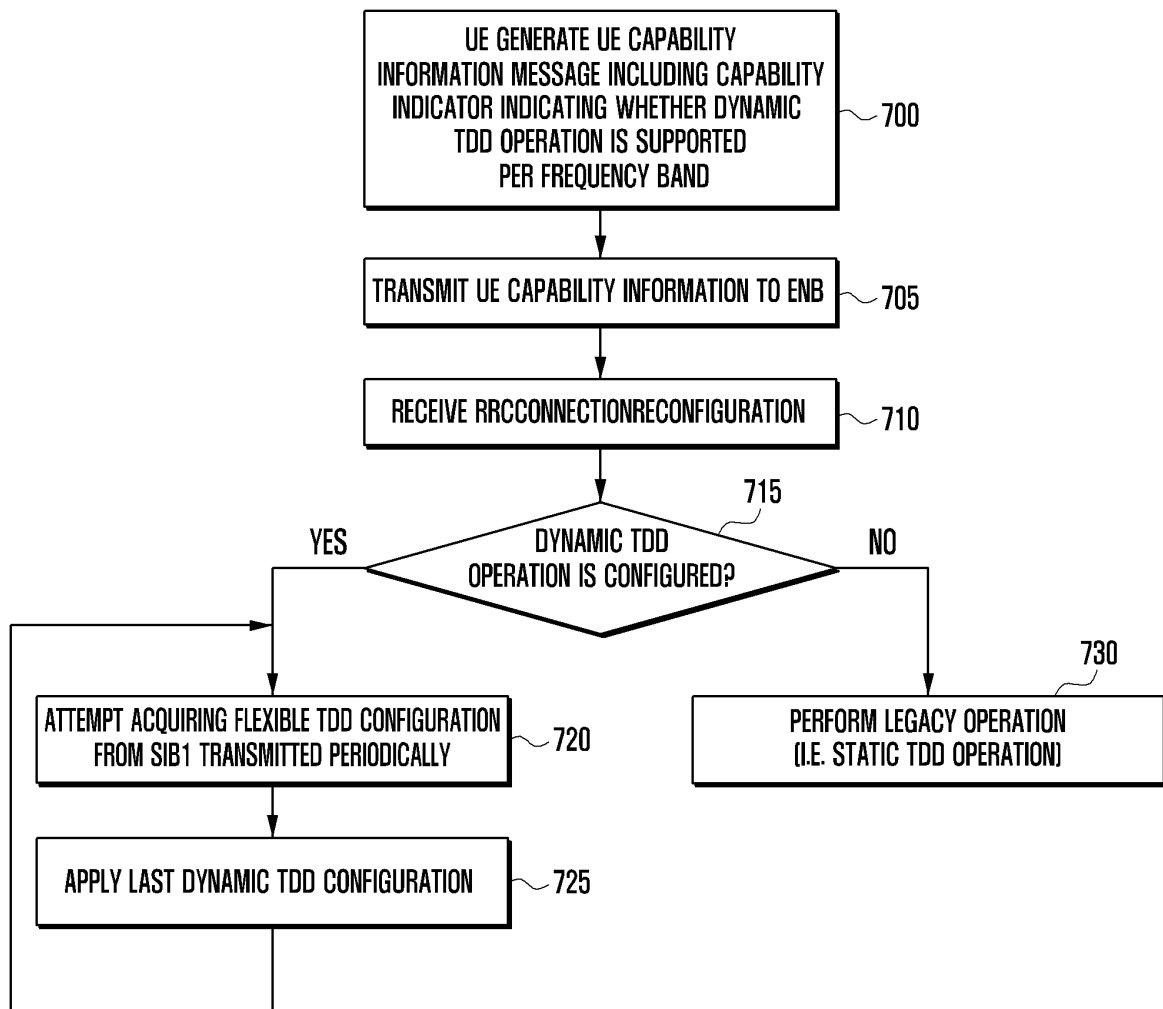 UE GENERATE UE CAPABILITY
INFORMATION MESSAGE INCLUDING CAPABILITY
INDICATOR INDICATING WHETHER DYNAMIC
TDD OPERATION IS SUPPORTED
PER FREQUENCY BAND
700
TRANSMIT UE CAPABILITY INFORMATION TO ENB
705
RECEIVE RRCCONNECTIONRECONFIGURATION
710
715
YES
DYNAMIC TDD
OPERATION IS CONFIGURED?
NO
ATTEMPT ACQUIRING FLEXIBLE TDD CONFIGURATION
FROM SIB1 TRANSMITTED PERIODICALLY
720
730
PERFORM LEGACY OPERATION
(I.E. STATIC TDD OPERATION)
APPLY LAST DYNAMIC TDD CONFIGURATION
725